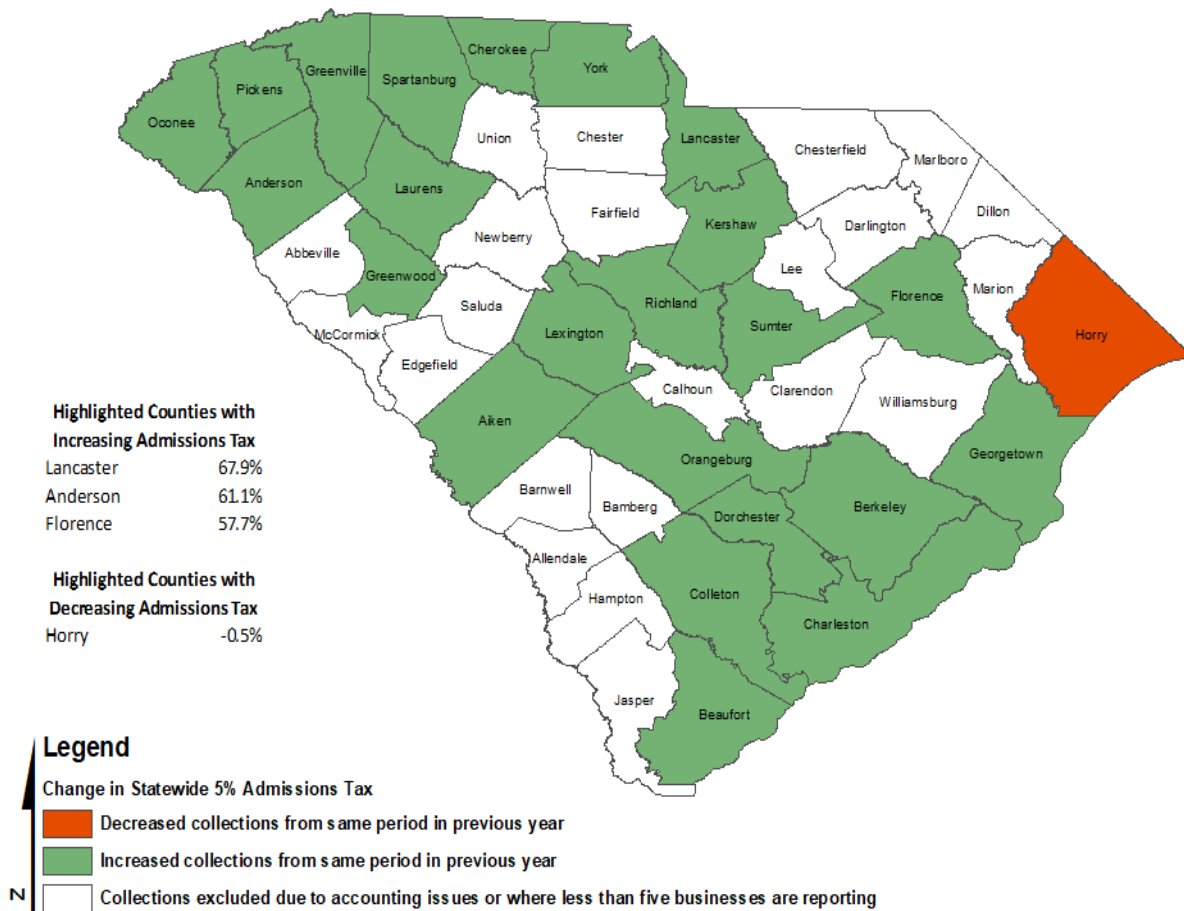 Cherokee
York
Greenville
Spartanburg
Pickens
Oconee
Union
Chester
Lancaster
Chesterfield
Marlboro
Anderson
Laurens
Fairfield
Kershaw
Darlington
Dillon
Newberry
Abbeville
Greenwood
Lee
Saluda
Richland
Florence
Marion
McCormick
Lexington
Sumter
Horry
Edgefield
Calhoun
Clarendon
Williamsburg
Aiken
Orangeburg
Georgetown
Barnwell
Bamberg
Dorchester
Berkeley
Allendale
Hampton
Colleton
Charleston
Jasper
Beaufort
Highlighted Counties with
Increasing Admissions Tax
Lancaster 67.9%
Anderson 61.1%
Florence 57.7%
Highlighted Counties with
Decreasing Admissions Tax
Horry -0.5%
Legend
Change in Statewide 5% Admissions Tax
Decreased collections from same period in previous year
Increased collections from same period in previous year
Collections excluded due to accounting issues or where less than five businesses are reporting
N